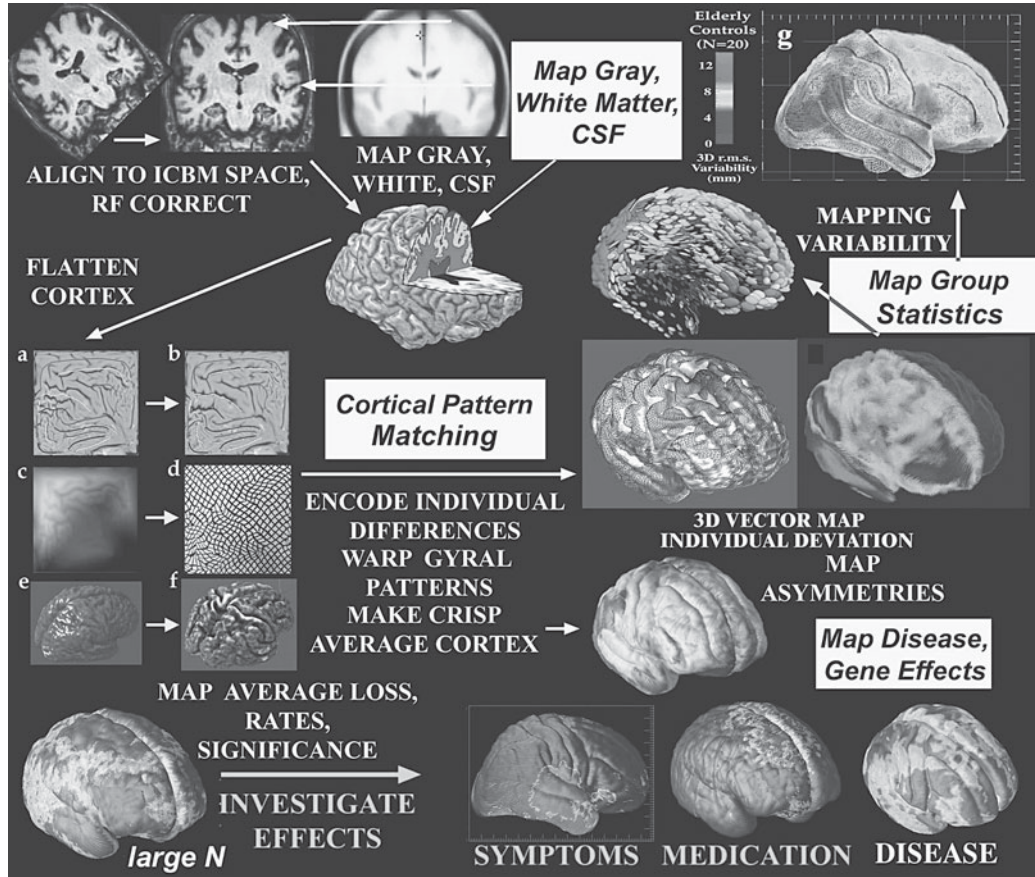 Elderly
Controls
(N=20)
g
12
8
4
0
3D r.m.s.
Variability
(mm)
Map Gray,
White Matter,
CSF
ALIGN TO ICBM SPACE,
RF CORRECT
MAP GRAY,
WHITE, CSF
MAPPING
VARIABILITY
FLATTEN
CORTEX
Map Group
Statistics
a
b
Cortical Pattern
Matching
c
d
ENCODE INDIVIDUAL
DIFFERENCES
WARP GYRAL
PATTERNS
MAKE CRISP
AVERAGE CORTEX
3D VECTOR MAP
INDIVIDUAL DEVIATION
MAP
ASYMMETRIES
e
f
Map Disease,
Gene Effects
MAP AVERAGE LOSS,
RATES,
SIGNIFICANCE
INVESTIGATE
EFFECTS
large N
SYMPTOMS
MEDICATION
DISEASE